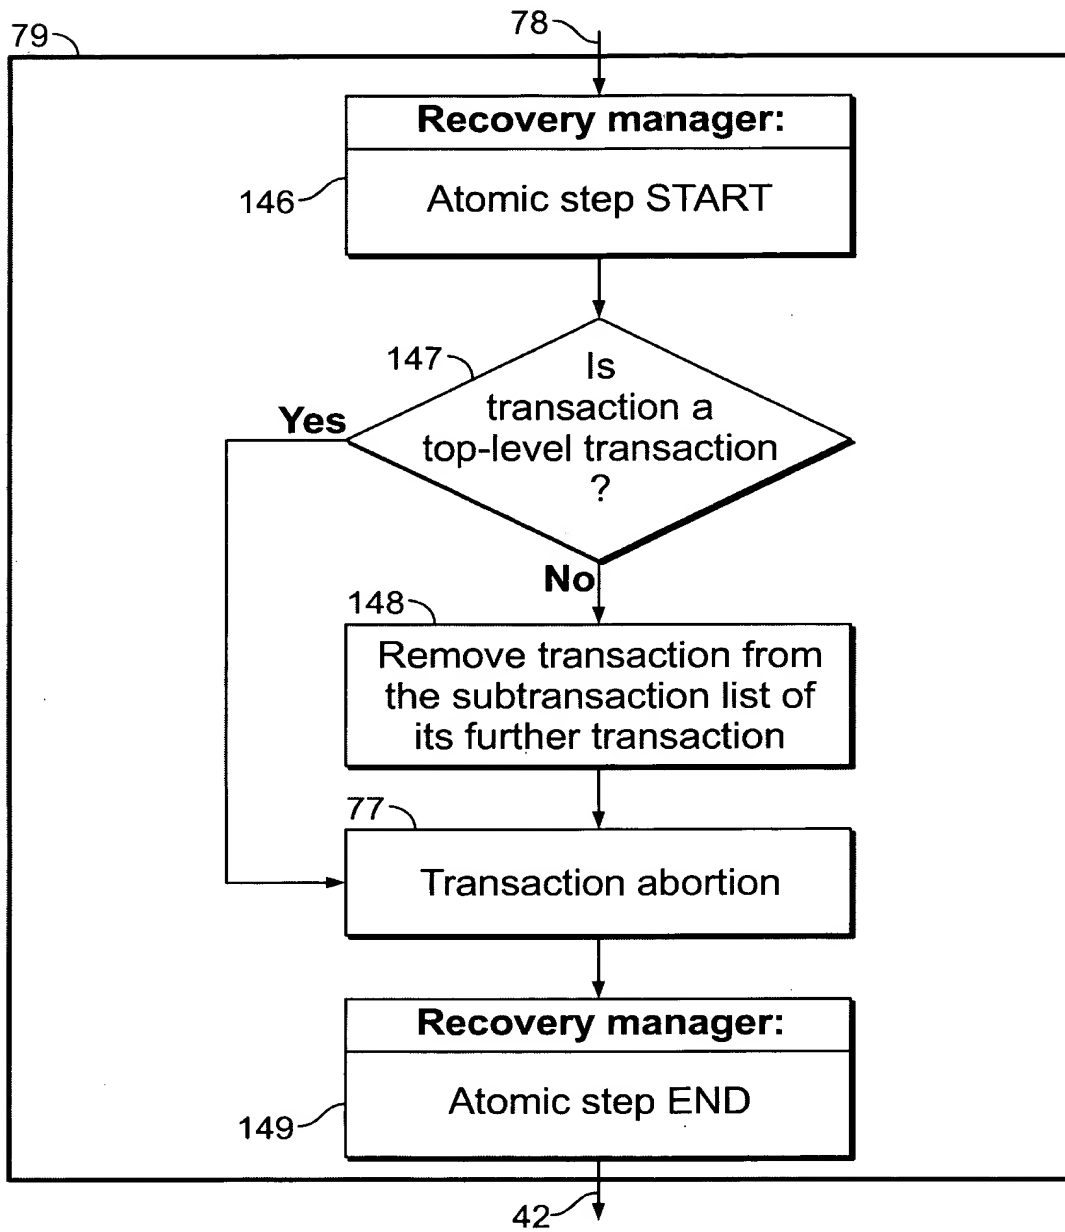 79
78
Recovery manager:
146
Atomic step START
147
Is
transaction a
top-level transaction
?
Yes
No
148
Remove transaction from
the subtransaction list of
its further transaction
77
Transaction abortion
Recovery manager:
Atomic step END
149
42